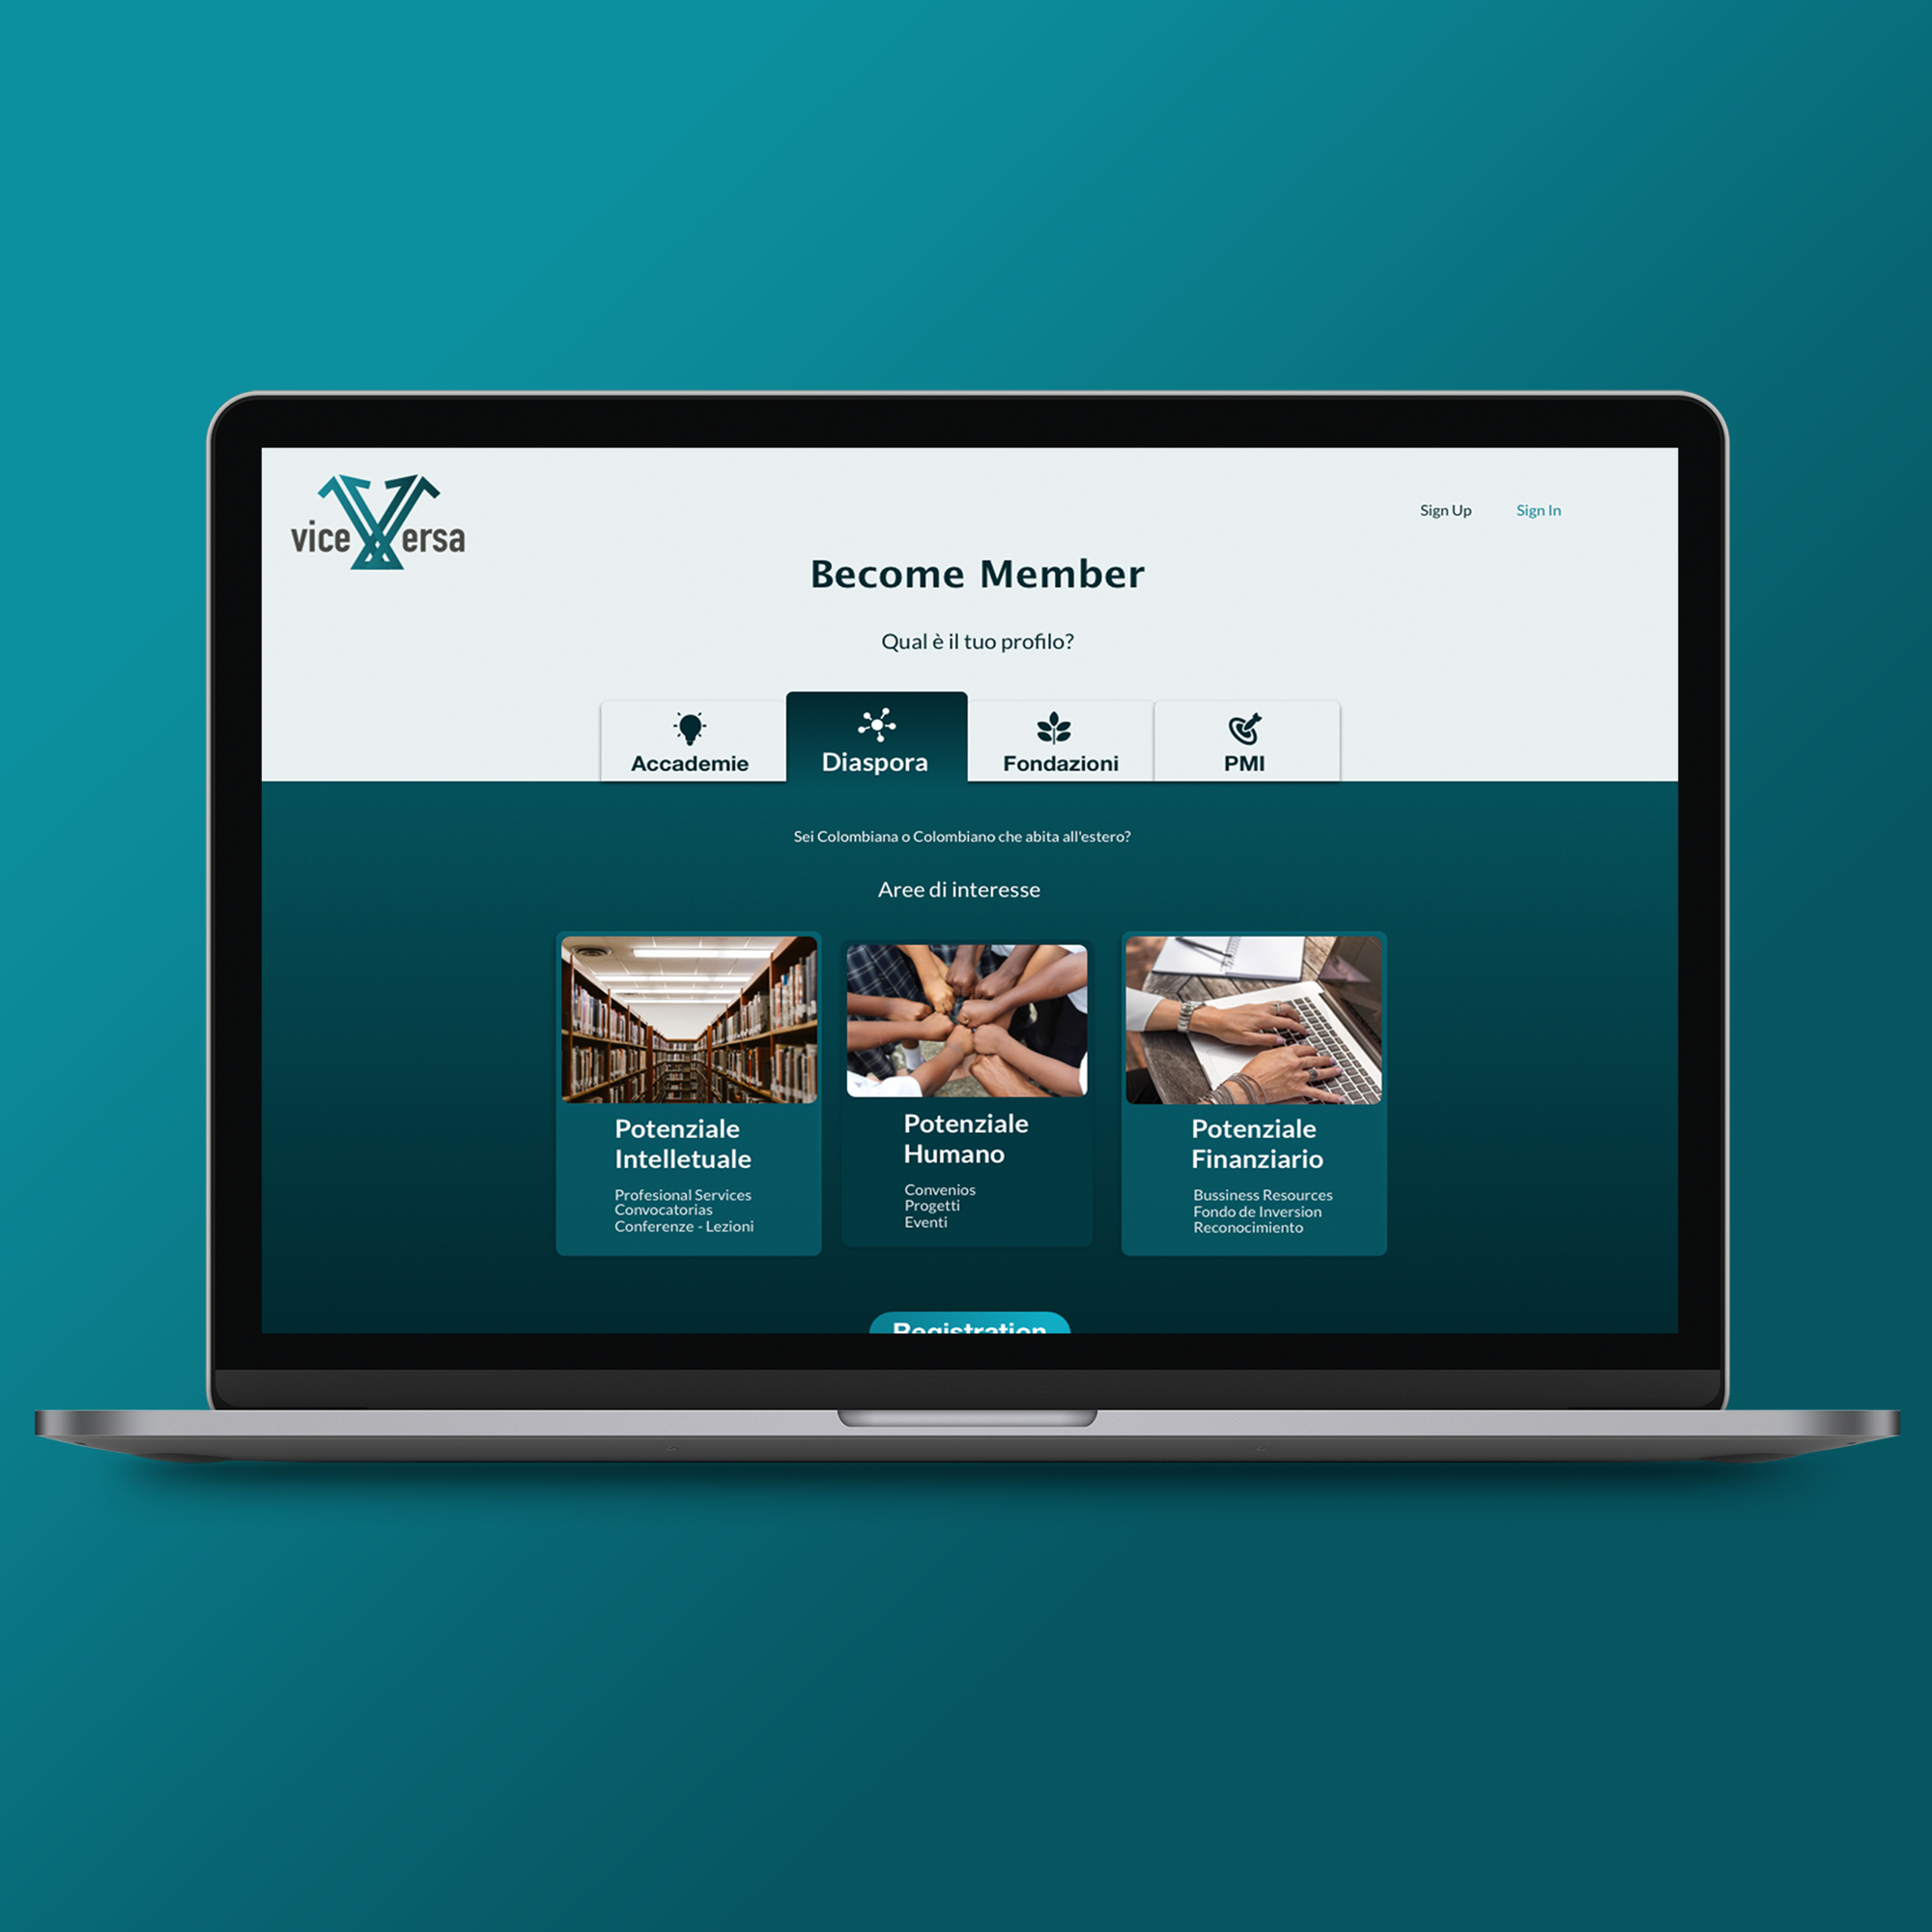 vice Versa
Sign Up
Sign In
Become Member
Qual è il tuo profilo?
Accademie
Diaspora
Fondazioni
PMI
Sei Colombiana o Colombiano che abita all'estero?
Aree di interesse
Potenziale
Intelletuale
Profesional Services
Convocatorias
Conferenze - Lezioni
Potenziale
Humano
Convenios
Progetti
Eventi
Potenziale
Finanziario
Bussiness Resources
Fondo de Inversion
Reconocimiento
Registration